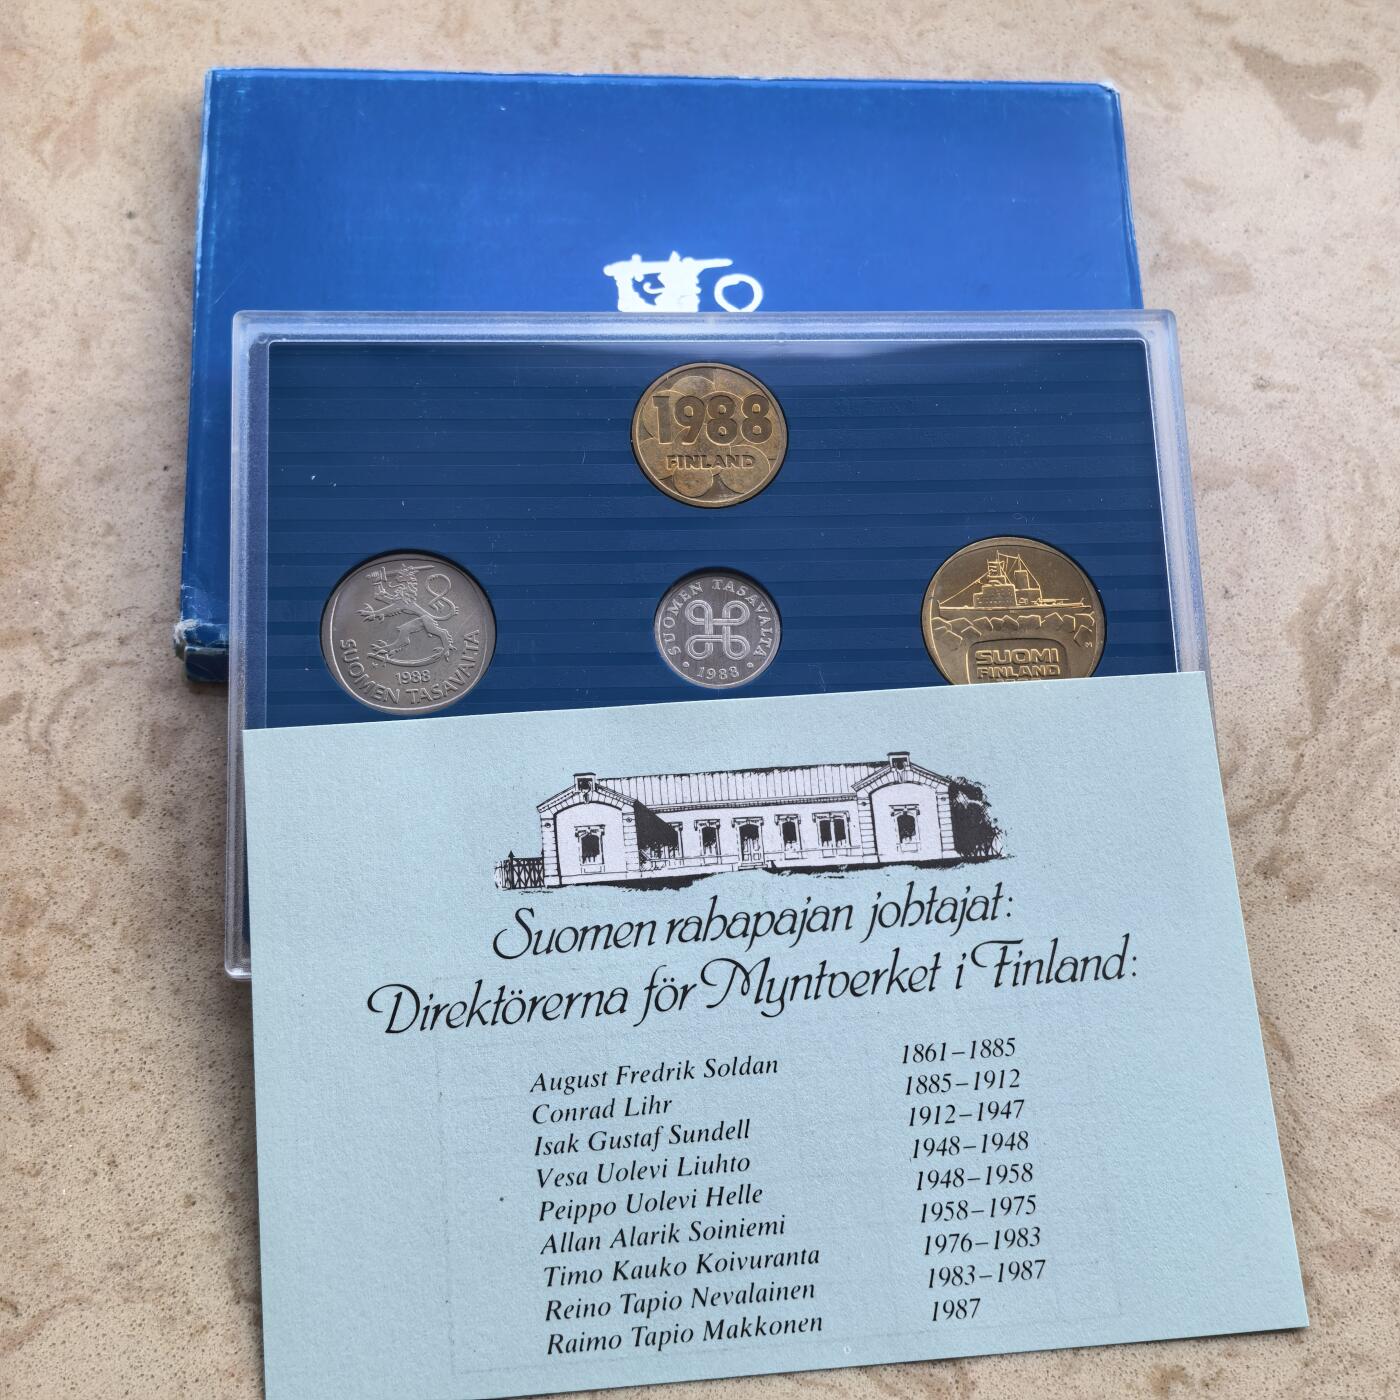 1988
FINLAND
1988
SUOMEN TASAVALTA
SUOMEN TASAVALTA
1988
SUOMI
FINLAND
Suomen rahapajan johtajat:
Direktörerna för Myntverket i Finland:
August Fredrik Soldan 1861–1885
Conrad Lihr 1885–1912
Isak Gustaf Sundell 1912–1947
Vesa Uolevi Liuhto 1948–1948
Peippo Uolevi Helle 1948–1958
Allan Alarik Soiniemi 1958–1975
Timo Kauko Koivuranta 1976–1983
Reino Tapio Nevalainen 1983–1987
Raimo Tapio Makkonen 1987